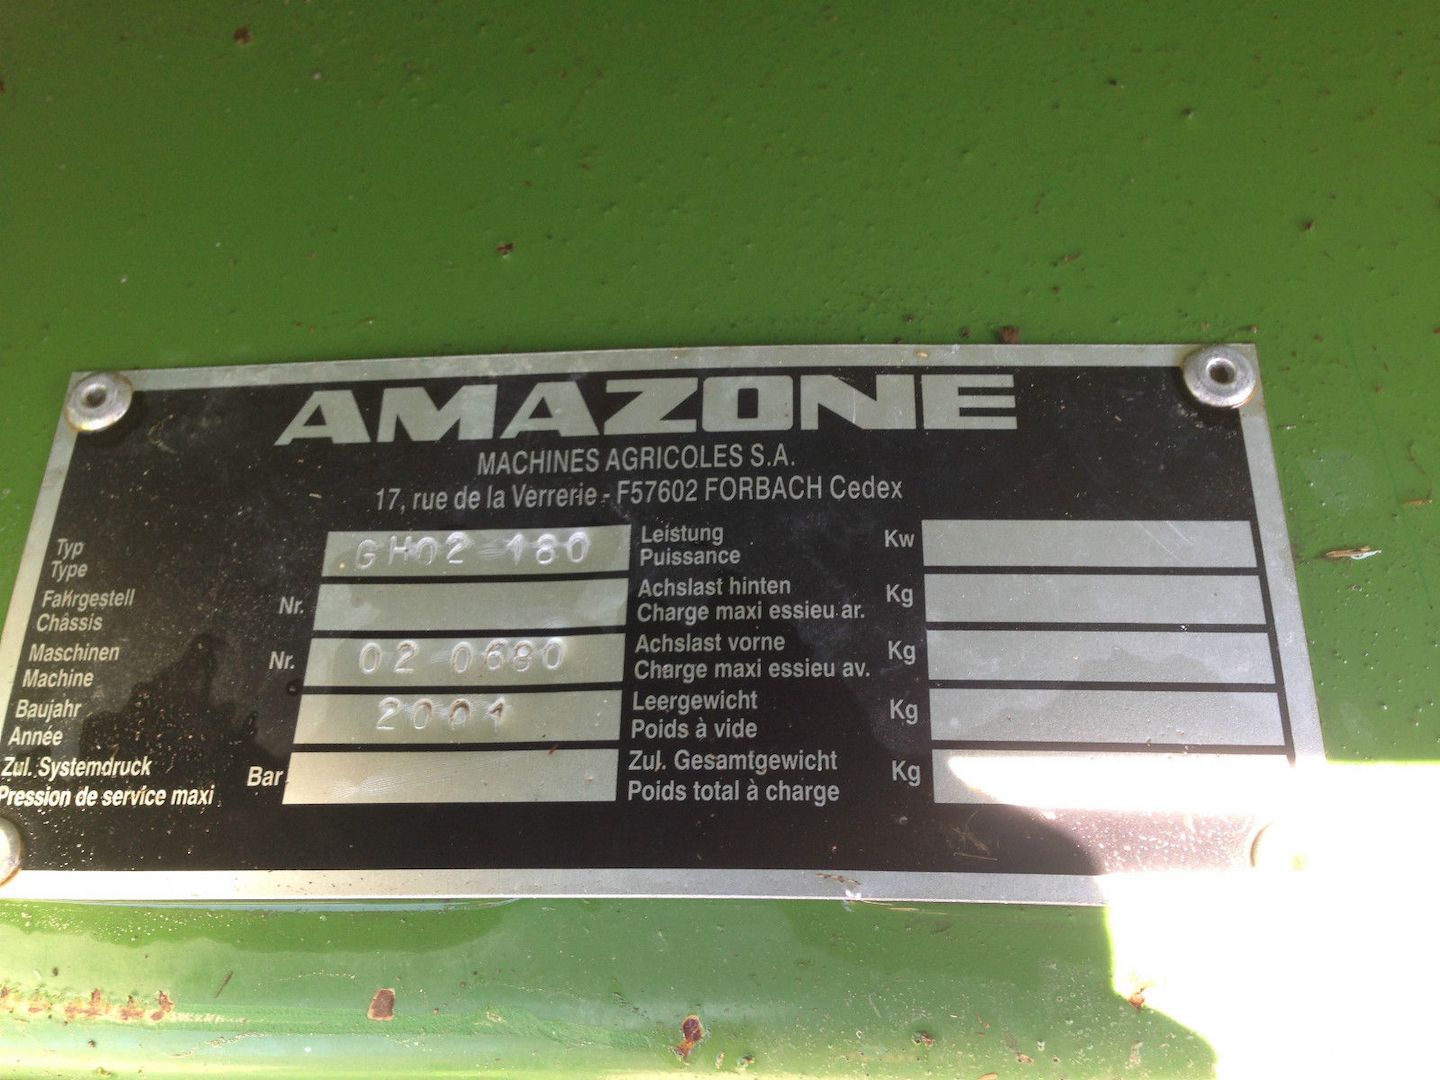 AMAZONE
MACHINES AGRICOLES S.A.
17, rue de la Verrerie - F57602 FORBACH Cedex
Typ
Type
GH02 180
Fahrgestell
Châssis
Nr.
Maschinen
Machine
Nr.
02 0680
Baujahr
Année
2001
Zul. Systemdruck
Pression de service maxi
Bar
Leistung
Puissance
Kw
Achslast hinten
Charge maxi essieu ar.
Kg
Achslast vorne
Charge maxi essieu av.
Kg
Leergewicht
Poids à vide
Kg
Zul. Gesamtgewicht
Poids total à charge
Kg